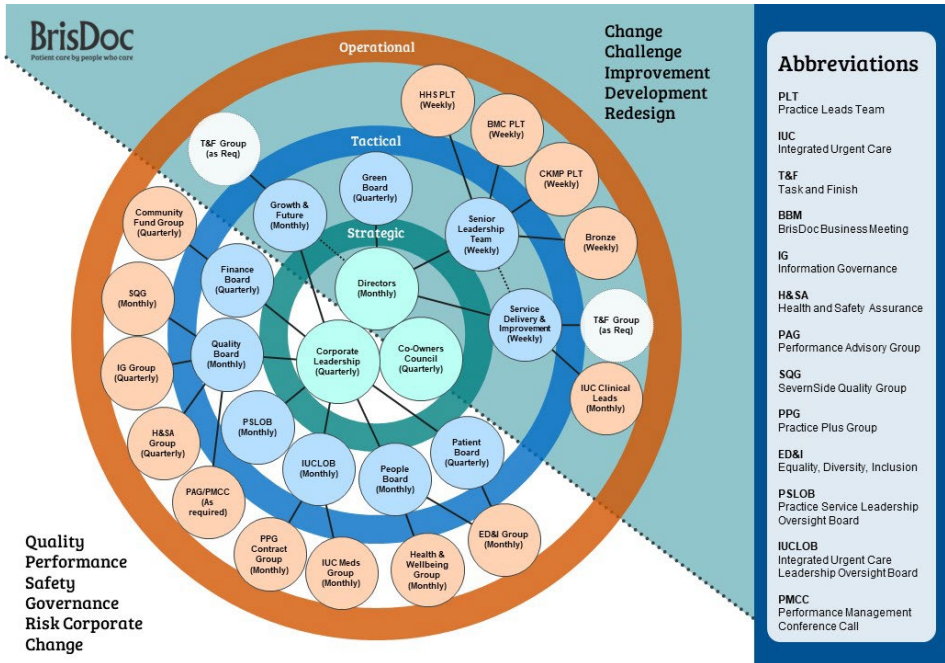 BrisDoc
Patient care by people who care
Change
Challenge
Improvement
Development
Redesign
Operational
HHS PLT
(Weekly)
BMC PLT
(Weekly)
CKMP PLT
(Weekly)
Bronze
(Weekly)
T&F Group
(as Req)
IUC Clinical
Leads
(Monthly)
T&F Group
(as Req)
Community
Fund Group
(Quarterly)
SQG
(Monthly)
IG Group
(Quarterly)
H&SA
Group
(Quarterly)
PAG/PMCC
(As
required)
PPG
Contract
Group
(Monthly)
IUC Meds
Group
(Monthly)
Health &
Wellbeing
Group
(Monthly)
ED&I Group
(Monthly)
Tactical
Green
Board
(Quarterly)
Growth &
Future
(Monthly)
Senior
Leadership
Team
(Weekly)
Service
Delivery &
Improvement
(Weekly)
Finance
Board
(Quarterly)
Quality
Board
(Monthly)
PSLOB
(Monthly)
IUCLOB
(Monthly)
People
Board
(Monthly)
Patient
Board
(Quarterly)
Strategic
Directors
(Monthly)
Corporate
Leadership
(Quarterly)
Co-Owners
Council
(Quarterly)
Quality
Performance
Safety
Governance
Risk Corporate
Change
Abbreviations
PLT
Practice Leads Team
IUC
Integrated Urgent Care
T&F
Task and Finish
BBM
BrisDoc Business Meeting
IG
Information Governance
H&SA
Health and Safety Assurance
PAG
Performance Advisory Group
SQG
SevernSide Quality Group
PPG
Practice Plus Group
ED&I
Equality, Diversity, Inclusion
PSLOB
Practice Service Leadership
Oversight Board
IUCLOB
Integrated Urgent Care
Leadership Oversight Board
PMCC
Performance Management
Conference Call